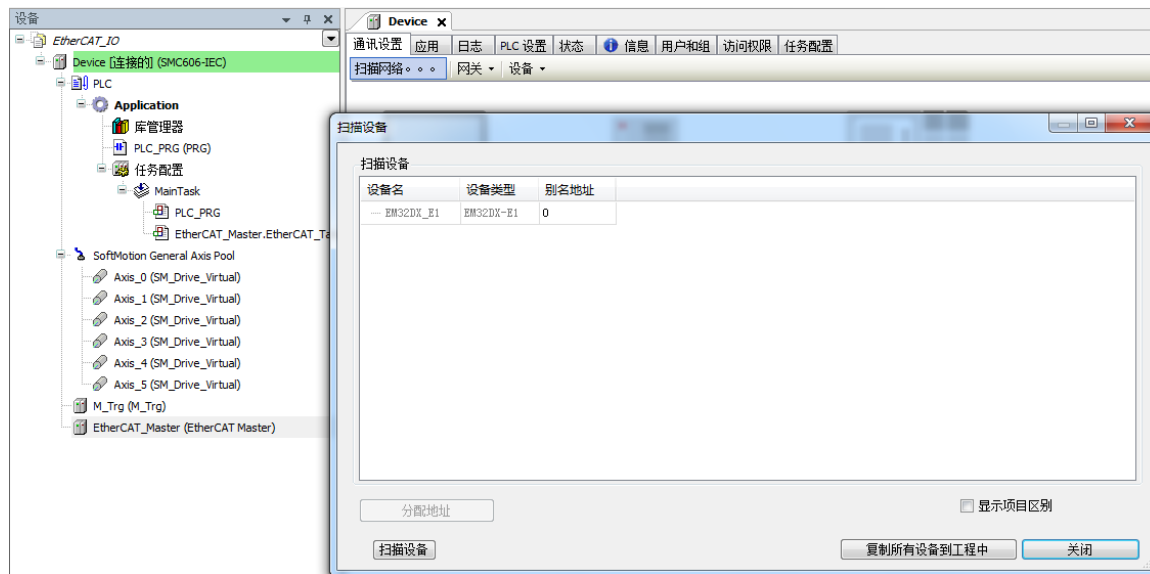 设备
EtherCAT_IO
Device [连接的] (SMC606-IEC)
PLC
Application
库管理器
PLC_PRG (PRG)
任务配置
MainTask
PLC_PRG
EtherCAT_Master.EtherCAT_Ta
SoftMotion General Axis Pool
Axis_0 (SM_Drive_Virtual)
Axis_1 (SM_Drive_Virtual)
Axis_2 (SM_Drive_Virtual)
Axis_3 (SM_Drive_Virtual)
Axis_4 (SM_Drive_Virtual)
Axis_5 (SM_Drive_Virtual)
M_Trg (M_Trg)
EtherCAT_Master (EtherCAT Master)
Device
通讯设置 应用 日志 PLC 设置 状态 信息 用户和组 访问权限 任务配置
扫描网络。。。 网关 设备
扫描设备
扫描设备
设备名 设备类型 别名地址
EM32DX_E1 EM32DX-E1 0
分配地址 显示项目区别
扫描设备 复制所有设备到工程中 关闭